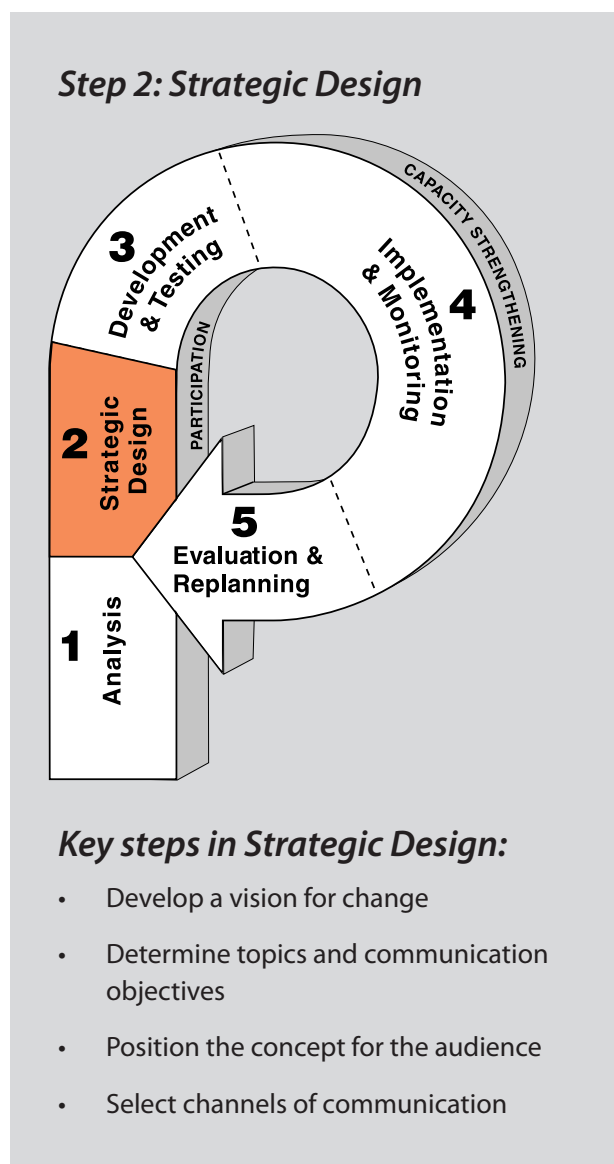 Step 2: Strategic Design
CAPACITY STRENGTHENING
3
Development
& Testing
Implementation
& Monitoring
4
PARTICIPATION
2
Strategic
Design
5
Evaluation &
Replanning
1
Analysis
Key steps in Strategic Design:
• Develop a vision for change
• Determine topics and communication
objectives
• Position the concept for the audience
• Select channels of communication